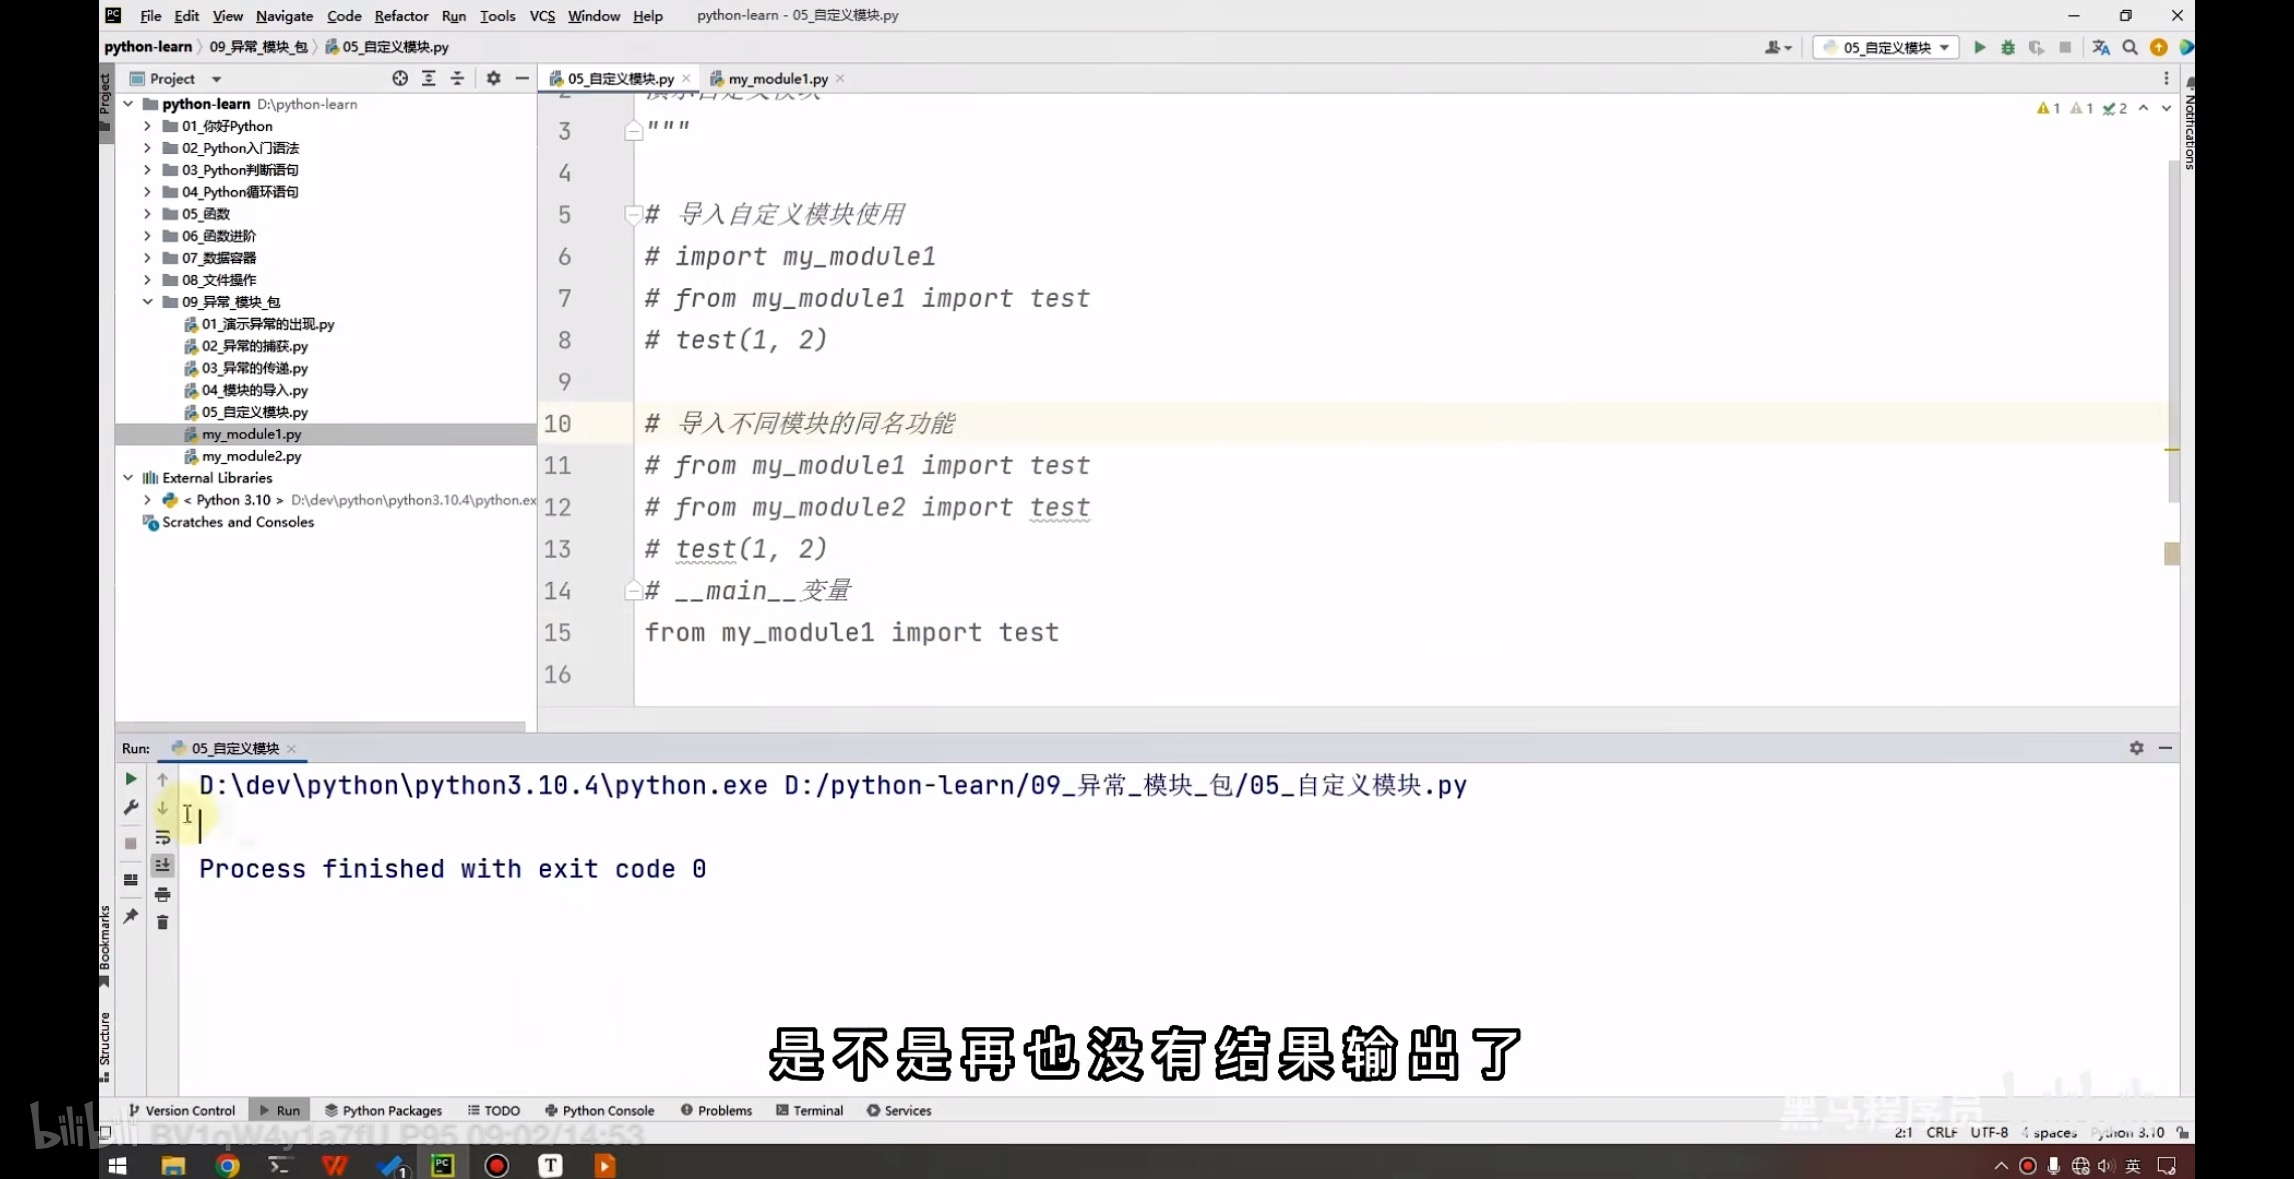 File Edit View Navigate Code Refactor Run Tools VCS Window Help python-learn - 05_自定义模块.py
python-learn 〉 09_异常_模块_包 〉 05_自定义模块.py
05_自定义模块
Project
05_自定义模块.py
my_module1.py
python-learn D:\python-learn
01_你好Python
02_Python入门语法
03_Python判断语句
04_Python循环语句
05_函数
06_函数进阶
07_数据容器
08_文件操作
09_异常_模块_包
01_演示异常的出现.py
02_异常的捕获.py
03_异常的传递.py
04_模块的导入.py
05_自定义模块.py
my_module1.py
my_module2.py
External Libraries
< Python 3.10 > D:\dev\python\python3.10.4\python.ex
Scratches and Consoles
2 演示自定义模块
3 """
4
5 # 导入自定义模块使用
6 # import my_module1
7 # from my_module1 import test
8 # test(1, 2)
9
10 # 导入不同模块的同名功能
11 # from my_module1 import test
12 # from my_module2 import test
13 # test(1, 2)
14 # __main__变量
15 from my_module1 import test
16
1 1 2
Project
Notifications
Run: 05_自定义模块
D:\dev\python\python3.10.4\python.exe D:/python-learn/09_异常_模块_包/05_自定义模块.py
Process finished with exit code 0
Bookmarks
Structure
是不是再也没有结果输出了
Version Control Run Python Packages TODO Python Console Problems Terminal Services
黑马程序员 bilibili
bilibili BV1qW4y1a7fU P95 09:02/14:53
2:1 CRLF UTF-8 4 spaces Python 3.10
1
英